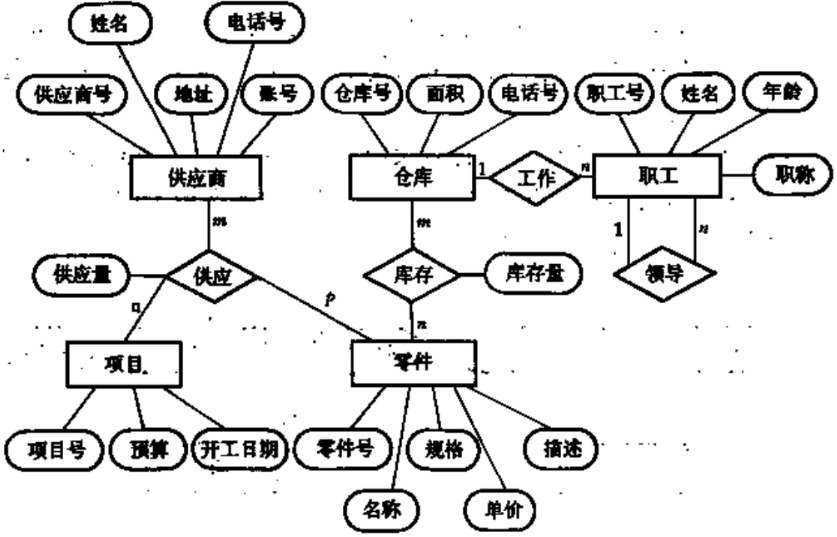 姓名 电话号
供应商号 地址 账号 仓库号 面积 电话号 职工号 姓名 年龄
供应商 仓库 1 工作 n 职工 职称
m m 1 n
供应量 供应 库存 库存量 领导
n p n
项目 零件
项目号 预算 开工日期 零件号 规格 描述
名称 单价